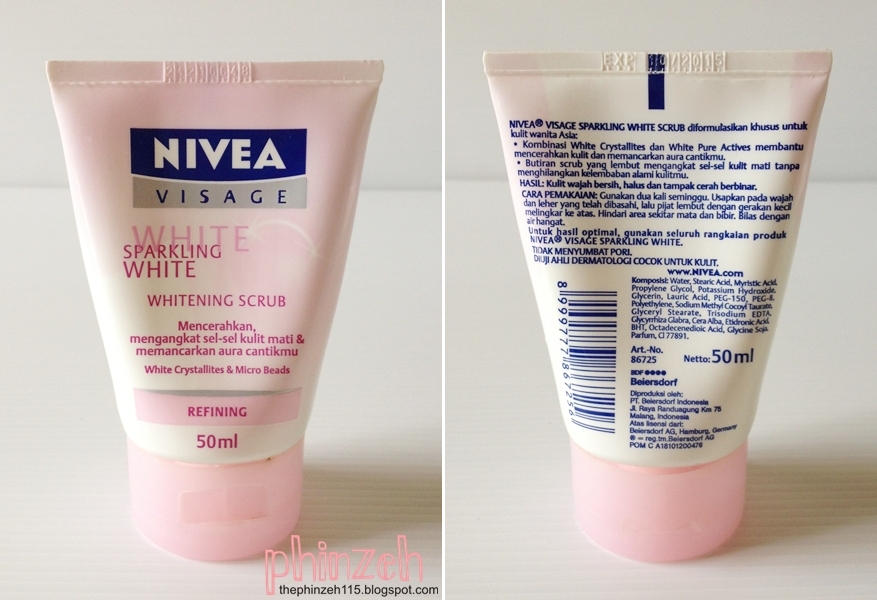 NIVEA
VISAGE
WHITE
SPARKLING
WHITE
WHITENING SCRUB
Mencerahkan,
mengangkat sel-sel kulit mati &
memancarkan aura cantikmu
White Crystallites & Micro Beads
REFINING
50ml
phinzeh
thephinzeh115.blogspot.com
EXP 10/2015
NIVEA® VISAGE SPARKLING WHITE SCRUB diformulasikan khusus untuk
kulit wanita Asia:
• Kombinasi White Crystallites dan White Pure Actives membantu
mencerahkan kulit dan memancarkan aura cantikmu.
• Butiran scrub yang lembut mengangkat sel-sel kulit mati tanpa
menghilangkan kelembaban alami kulitmu.
HASIL: Kulit wajah bersih, halus dan tampak cerah berbinar.
CARA PEMAKAIAN: Gunakan dua kali seminggu. Usapkan pada wajah
dan leher yang telah dibasahi, lalu pijat lembut dengan gerakan kecil
melingkar ke atas. Hindari area sekitar mata dan bibir. Bilas dengan
air hangat.
Untuk hasil optimal, gunakan seluruh rangkaian produk
NIVEA® VISAGE SPARKLING WHITE.
TIDAK MENYUMBAT PORI.
DIUJI AHLI DERMATOLOGI COCOK UNTUK KULIT.
www.NIVEA.com
Komposisi: Water, Stearic Acid, Myristic Acid,
Propylene Glycol, Potassium Hydroxide,
Glycerin, Lauric Acid, PEG-150, PEG-8,
Polyethylene, Sodium Methyl Cocoyl Taurate,
Glyceryl Stearate, Trisodium EDTA,
Glycyrrhiza Glabra, Cera Alba, Etidronic Acid,
BHT, Octadecenedioic Acid, Glycine Soja,
Parfum, CI 77891.
Art.-No.
86725
Netto: 50ml
8999777867256
BDF ●●●●
Beiersdorf
Diproduksi oleh:
PT. Beiersdorf Indonesia
Jl. Raya Randuagung Km 75
Malang, Indonesia
Atas lisensi dari:
Beiersdorf AG, Hamburg, Germany
® = reg.tm.Beiersdorf AG
POM C A18101200476